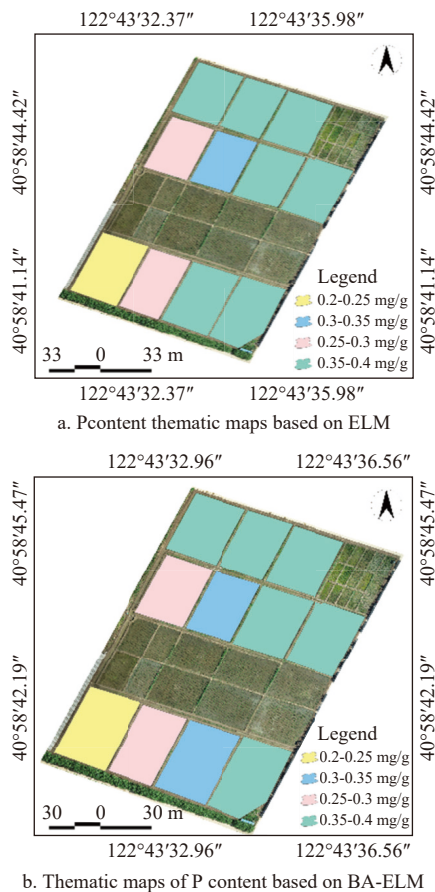 122°43′32.37″ 122°43′35.98″
40°58′44.42″ 40°58′44.42″
40°58′41.14″ 40°58′41.14″
Legend
0.2-0.25 mg/g
0.3-0.35 mg/g
0.25-0.3 mg/g
0.35-0.4 mg/g
33 0 33 m
122°43′32.37″ 122°43′35.98″
a. Pcontent thematic maps based on ELM
122°43′32.96″ 122°43′36.56″
40°58′45.47″ 40°58′45.47″
40°58′42.19″ 40°58′42.19″
Legend
0.2-0.25 mg/g
0.3-0.35 mg/g
0.25-0.3 mg/g
0.35-0.4 mg/g
30 0 30 m
122°43′32.96″ 122°43′36.56″
b. Thematic maps of P content based on BA-ELM